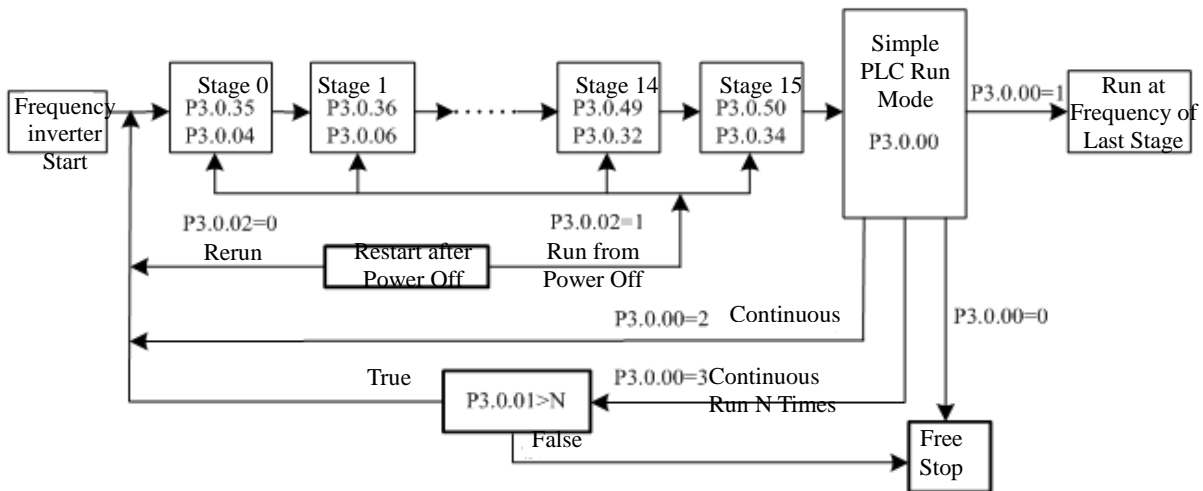 Frequency
inverter
Start
Stage 0
P3.0.35
P3.0.04
Stage 1
P3.0.36
P3.0.06
Stage 14
P3.0.49
P3.0.32
Stage 15
P3.0.50
P3.0.34
Simple
PLC Run
Mode
P3.0.00
P3.0.00=1
Run at
Frequency of
Last Stage
P3.0.02=0
Rerun
Restart after
Power Off
P3.0.02=1
Run from
Power Off
P3.0.00=2
Continuous
P3.0.00=0
True
P3.0.01>N
P3.0.00=3
Continuous
Run N Times
False
Free
Stop